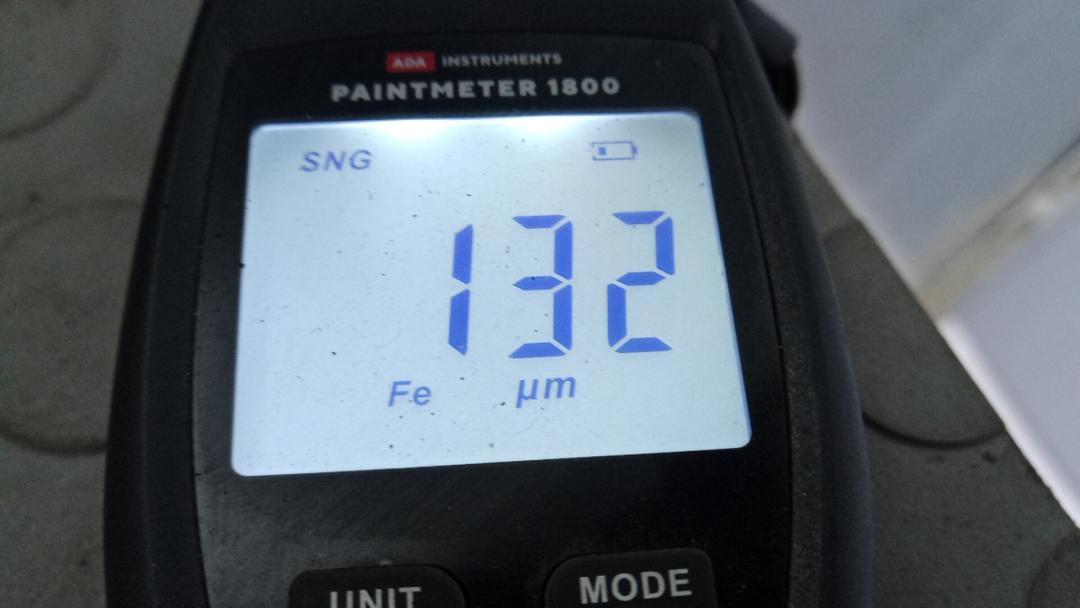 ADA INSTRUMENTS
PAINTMETER 1800
SNG
132
Fe µm
UNIT MODE